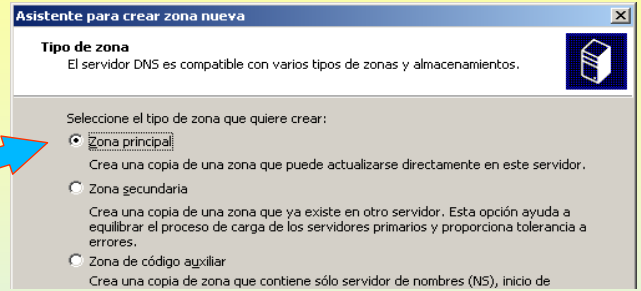 Asistente para crear zona nueva
Tipo de zona
El servidor DNS es compatible con varios tipos de zonas y almacenamientos.
Seleccione el tipo de zona que quiere crear:
Zona principal
Crea una copia de una zona que puede actualizarse directamente en este servidor.
Zona secundaria
Crea una copia de una zona que ya existe en otro servidor. Esta opción ayuda a
equilibrar el proceso de carga de los servidores primarios y proporciona tolerancia a
errores.
Zona de código auxiliar
Crea una copia de zona que contiene sólo servidor de nombres (NS), inicio de